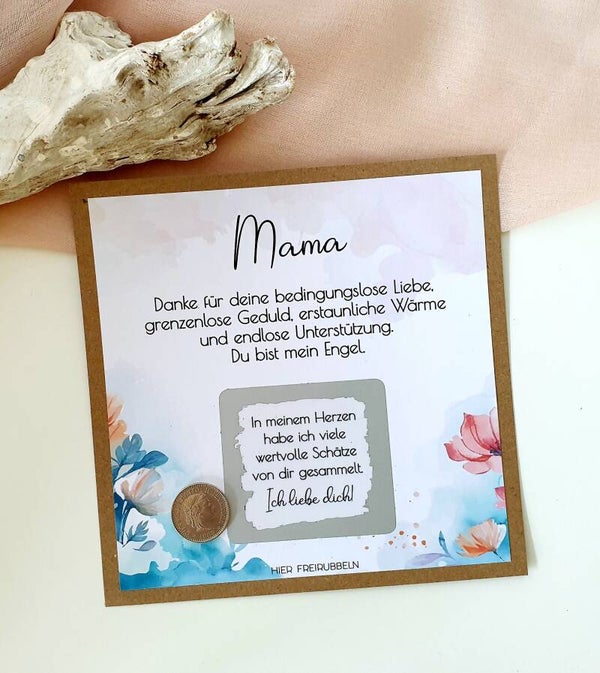 Mama
Danke für deine bedingungslose Liebe,
grenzenlose Geduld, erstaunliche Wärme
und endlose Unterstützung.
Du bist mein Engel.
In meinem Herzen
habe ich viele
wertvolle Schätze
von dir gesammelt.
Ich liebe dich!
HIER FREIRUBBELN